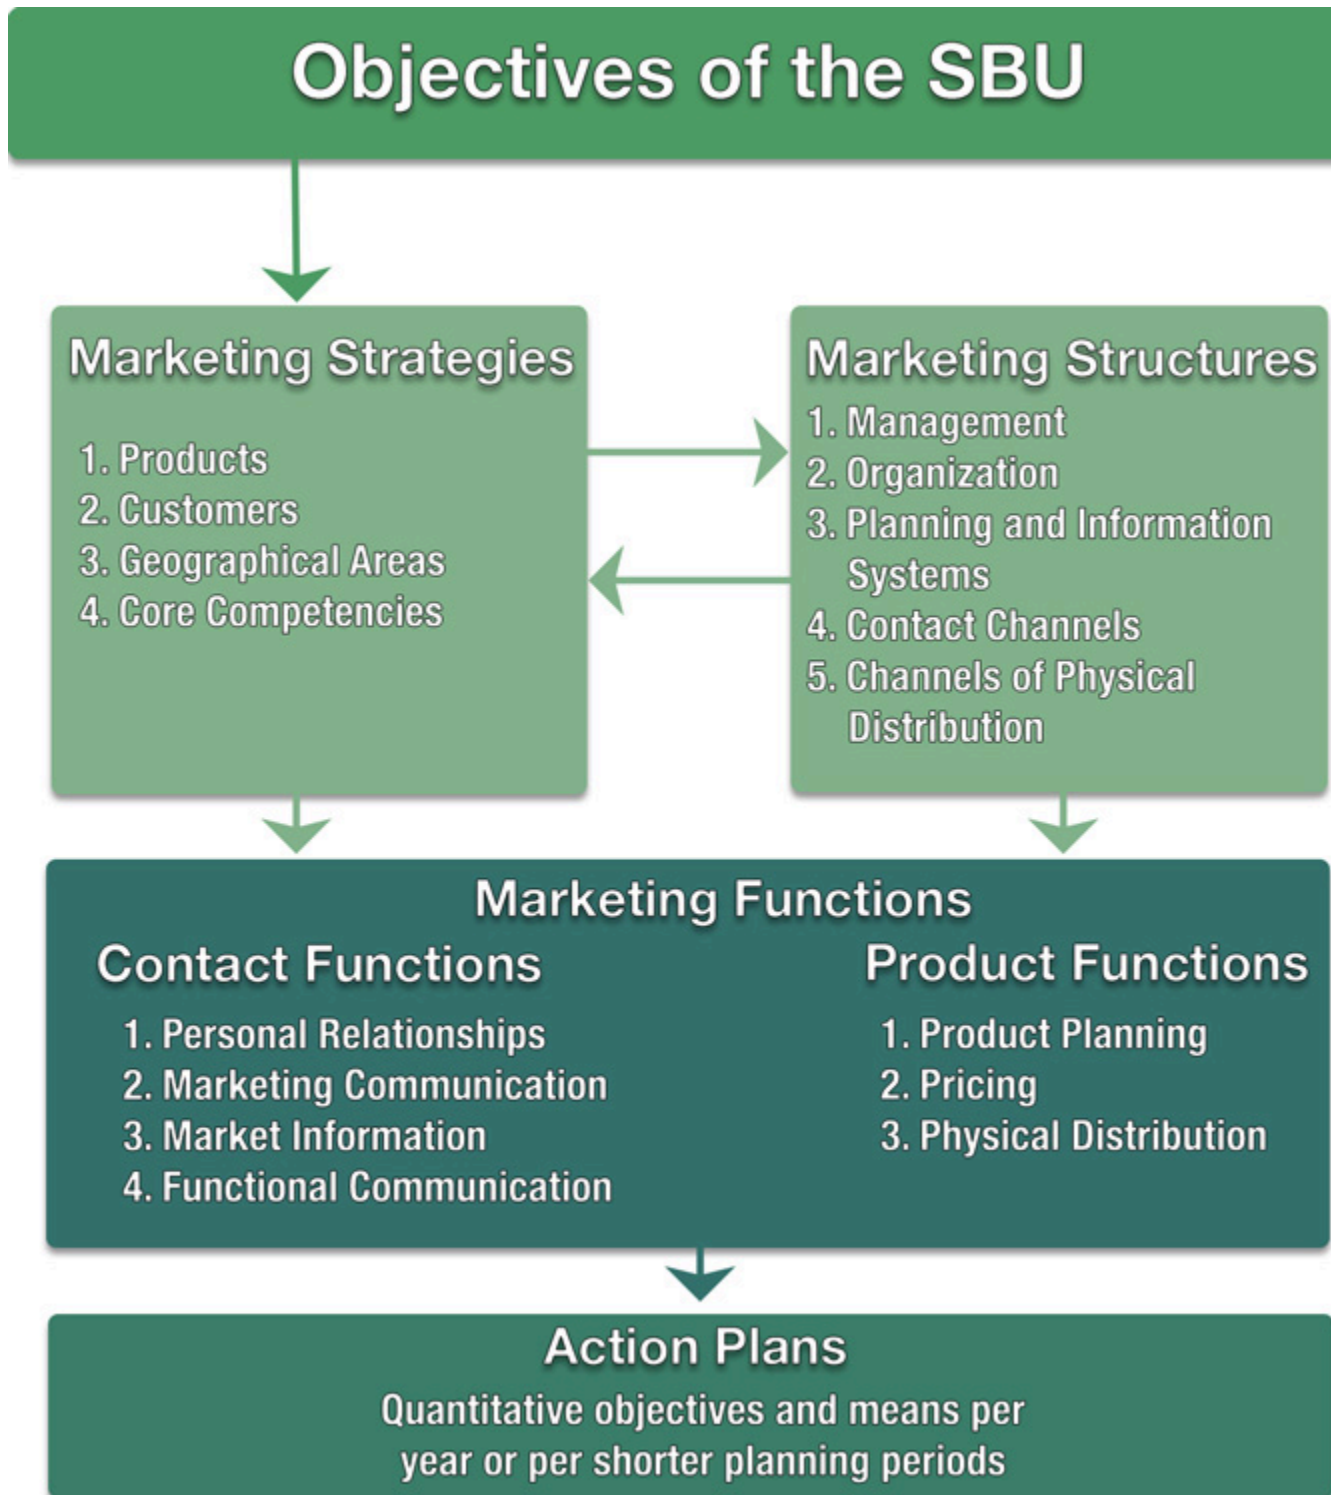 Objectives of the SBU
Marketing Strategies
1. Products
2. Customers
3. Geographical Areas
4. Core Competencies
Marketing Structures
1. Management
2. Organization
3. Planning and Information
Systems
4. Contact Channels
5. Channels of Physical
Distribution
Marketing Functions
Contact Functions
1. Personal Relationships
2. Marketing Communication
3. Market Information
4. Functional Communication
Product Functions
1. Product Planning
2. Pricing
3. Physical Distribution
Action Plans
Quantitative objectives and means per
year or per shorter planning periods